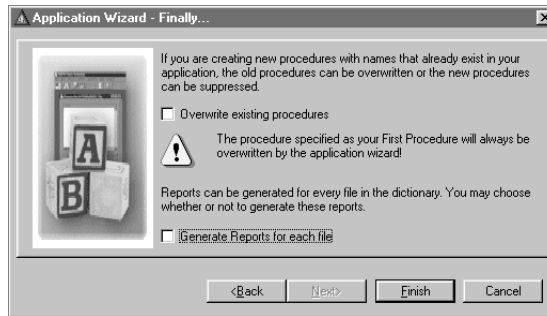 Application Wizard - Finally...
If you are creating new procedures with names that already exist in your
application, the old procedures can be overwritten or the new procedures
can be suppressed.
Overwrite existing procedures
The procedure specified as your First Procedure will always be
overwritten by the application wizard!
Reports can be generated for every file in the dictionary. You may choose
whether or not to generate these reports.
Generate Reports for each file
A
B
<Back Next> Finish Cancel